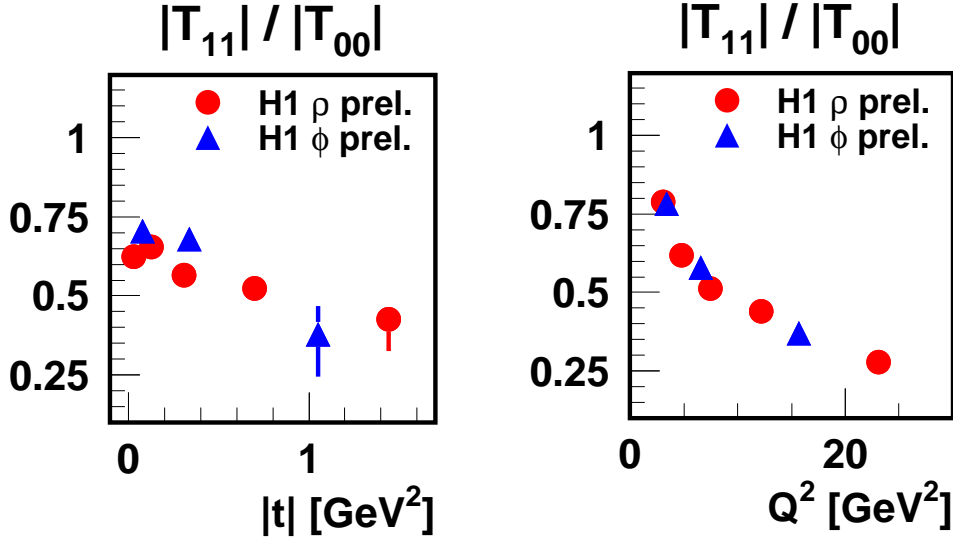 |T₁₁| / |T₀₀|
H1 ρ prel.
H1 ϕ prel.
1
0.75
0.5
0.25
0 1
|t| [GeV²]
|T₁₁| / |T₀₀|
H1 ρ prel.
H1 ϕ prel.
1
0.75
0.5
0.25
0 20
Q² [GeV²]